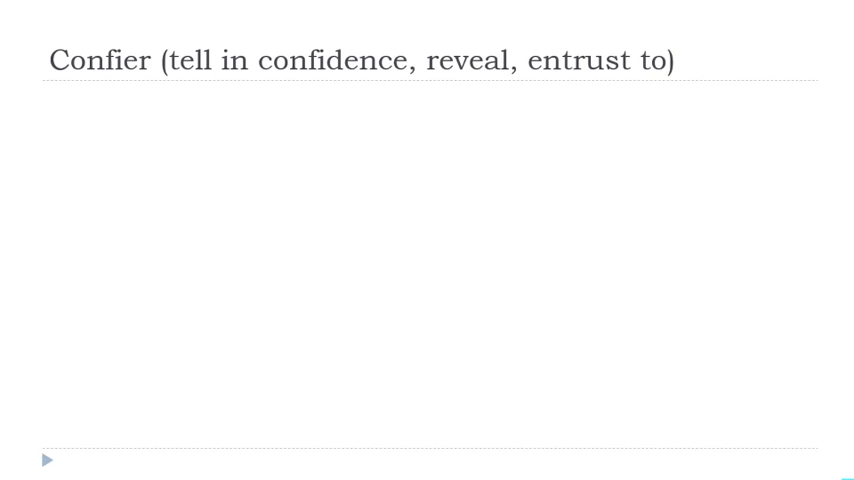 Confier (tell in confidence, reveal, entrust to)